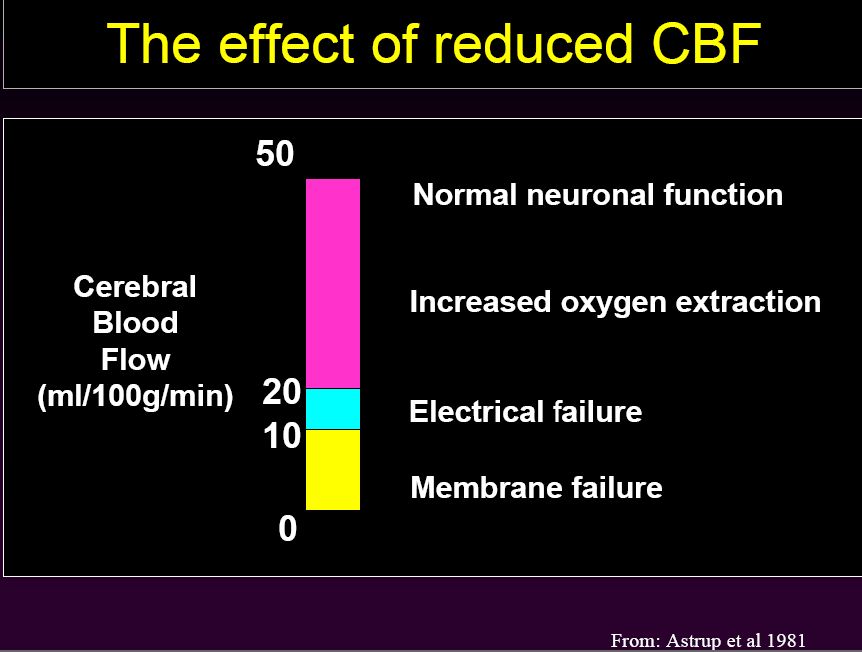 The effect of reduced CBF
50
Normal neuronal function
Cerebral
Blood
Flow
(ml/100g/min)
Increased oxygen extraction
20
Electrical failure
10
Membrane failure
0
From: Astrup et al 1981